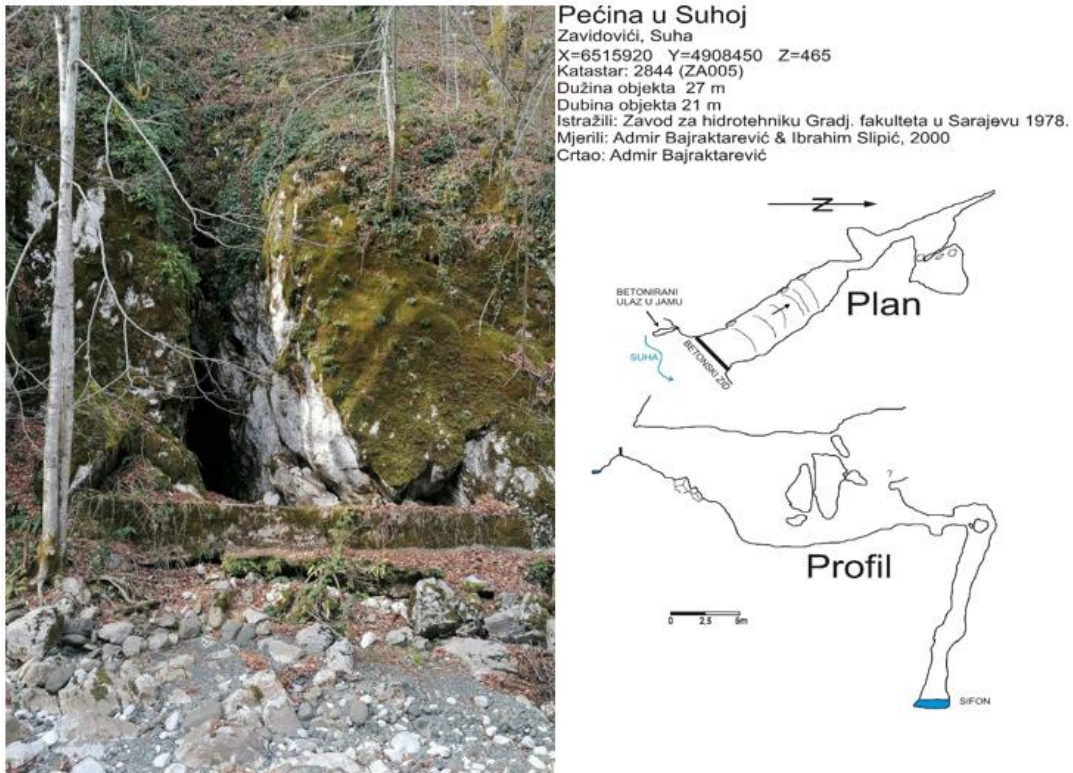 Pećina u Suhoj
Zavidovići, Suha
X=6515920 Y=4908450 Z=465
Katastar: 2844 (ZA005)
Dužina objekta 27 m
Dubina objekta 21 m
Istražili: Zavod za hidrotehniku Gradj. fakulteta u Sarajevu 1978.
Mjerili: Admir Bajraktarević & Ibrahim Slipić, 2000
Crtao: Admir Bajraktarević
N
BETONIRANI
ULAZ U JAMU
Plan
SUHA
BETONSKI ZID
?
Profil
0 2,5 5m
SIFON